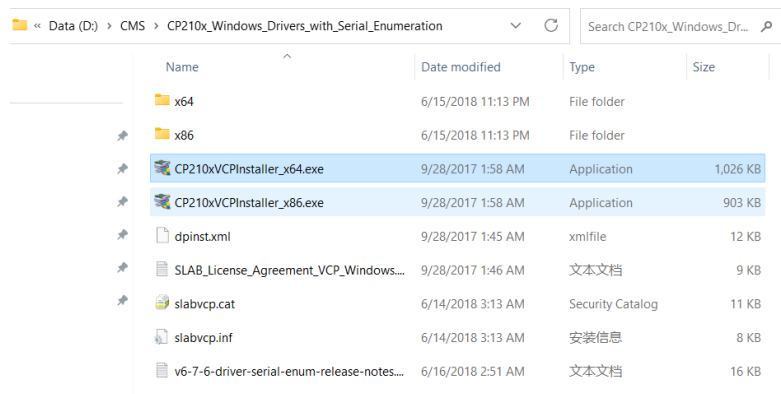 « Data (D:) > CMS > CP210x_Windows_Drivers_with_Serial_Enumeration Search CP210x_Windows_Dr...
Name Date modified Type Size
x64 6/15/2018 11:13 PM File folder
x86 6/15/2018 11:13 PM File folder
CP210xVCPInstaller_x64.exe 9/28/2017 1:58 AM Application 1,026 KB
CP210xVCPInstaller_x86.exe 9/28/2017 1:58 AM Application 903 KB
dpinst.xml 9/28/2017 1:45 AM xmlfile 12 KB
SLAB_License_Agreement_VCP_Windows.... 9/28/2017 1:46 AM 文本文档 9 KB
slabvcp.cat 6/14/2018 3:13 AM Security Catalog 11 KB
slabvcp.inf 6/14/2018 3:13 AM 安装信息 8 KB
v6-7-6-driver-serial-enum-release-notes.... 6/16/2018 2:51 AM 文本文档 16 KB